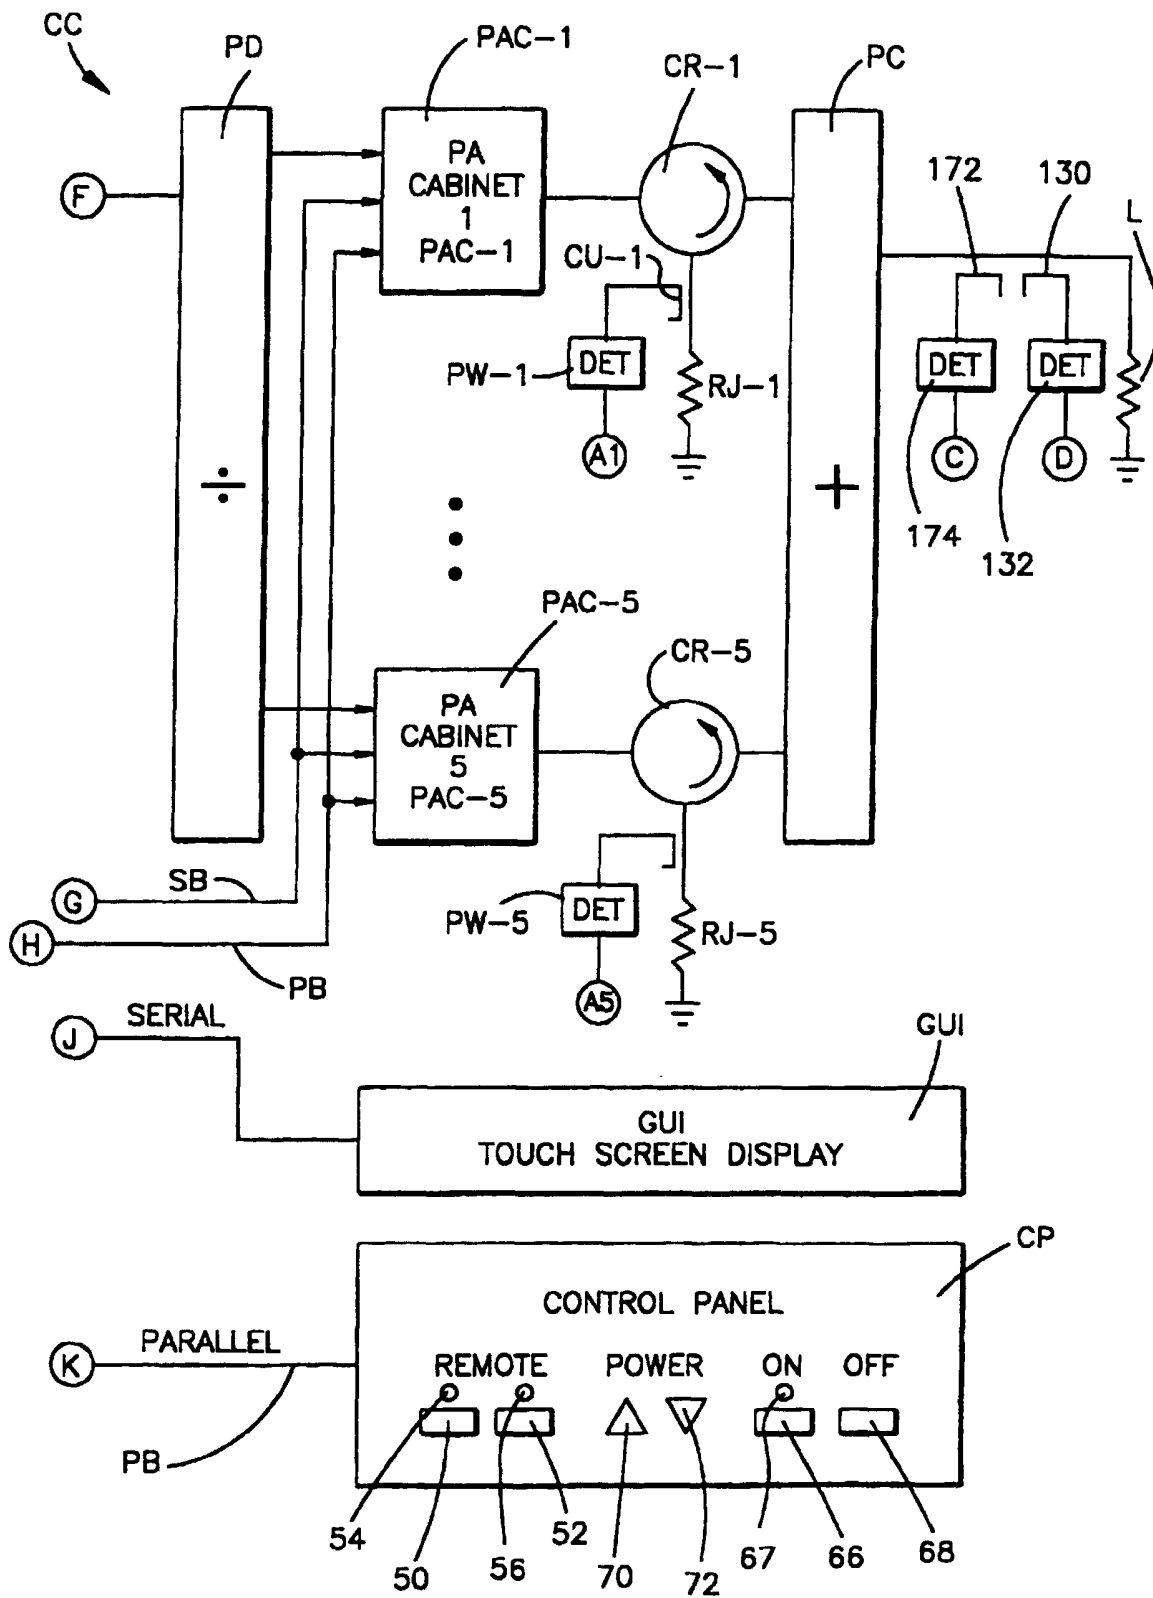 CC
PD
PAC-1
CR-1
PC
F
PA
CABINET
1
PAC-1
172
130
L
CU-1
PW-1
DET
RJ-1
DET
DET
A1
C
D
÷
+
174
132
PAC-5
CR-5
PA
CABINET
5
PAC-5
G
SB
PW-5
DET
RJ-5
H
PB
A5
J
SERIAL
GUI
GUI
TOUCH SCREEN DISPLAY
CP
CONTROL PANEL
K
PARALLEL
REMOTE
POWER
ON
OFF
PB
54
50
56
52
70
72
67
66
68